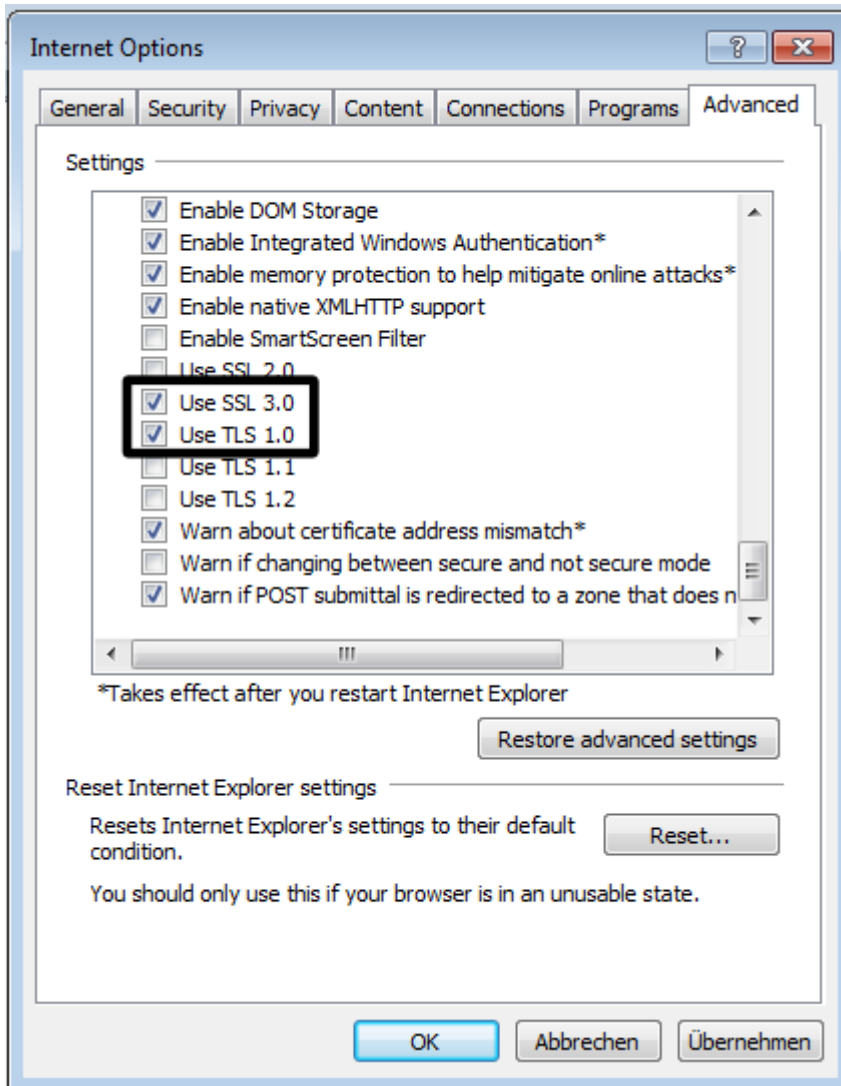 Internet Options
General Security Privacy Content Connections Programs Advanced
Settings
Enable DOM Storage
Enable Integrated Windows Authentication*
Enable memory protection to help mitigate online attacks*
Enable native XMLHTTP support
Enable SmartScreen Filter
Use SSL 2.0
Use SSL 3.0
Use TLS 1.0
Use TLS 1.1
Use TLS 1.2
Warn about certificate address mismatch*
Warn if changing between secure and not secure mode
Warn if POST submittal is redirected to a zone that does n
*Takes effect after you restart Internet Explorer
Restore advanced settings
Reset Internet Explorer settings
Resets Internet Explorer's settings to their default
condition.
Reset...
You should only use this if your browser is in an unusable state.
OK Abbrechen Übernehmen